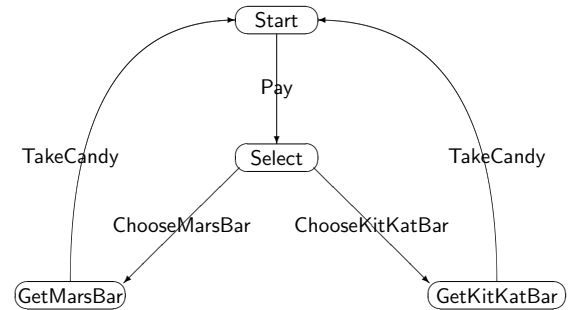 Start
Pay
TakeCandy
Select
TakeCandy
ChooseMarsBar
ChooseKitKatBar
GetMarsBar
GetKitKatBar